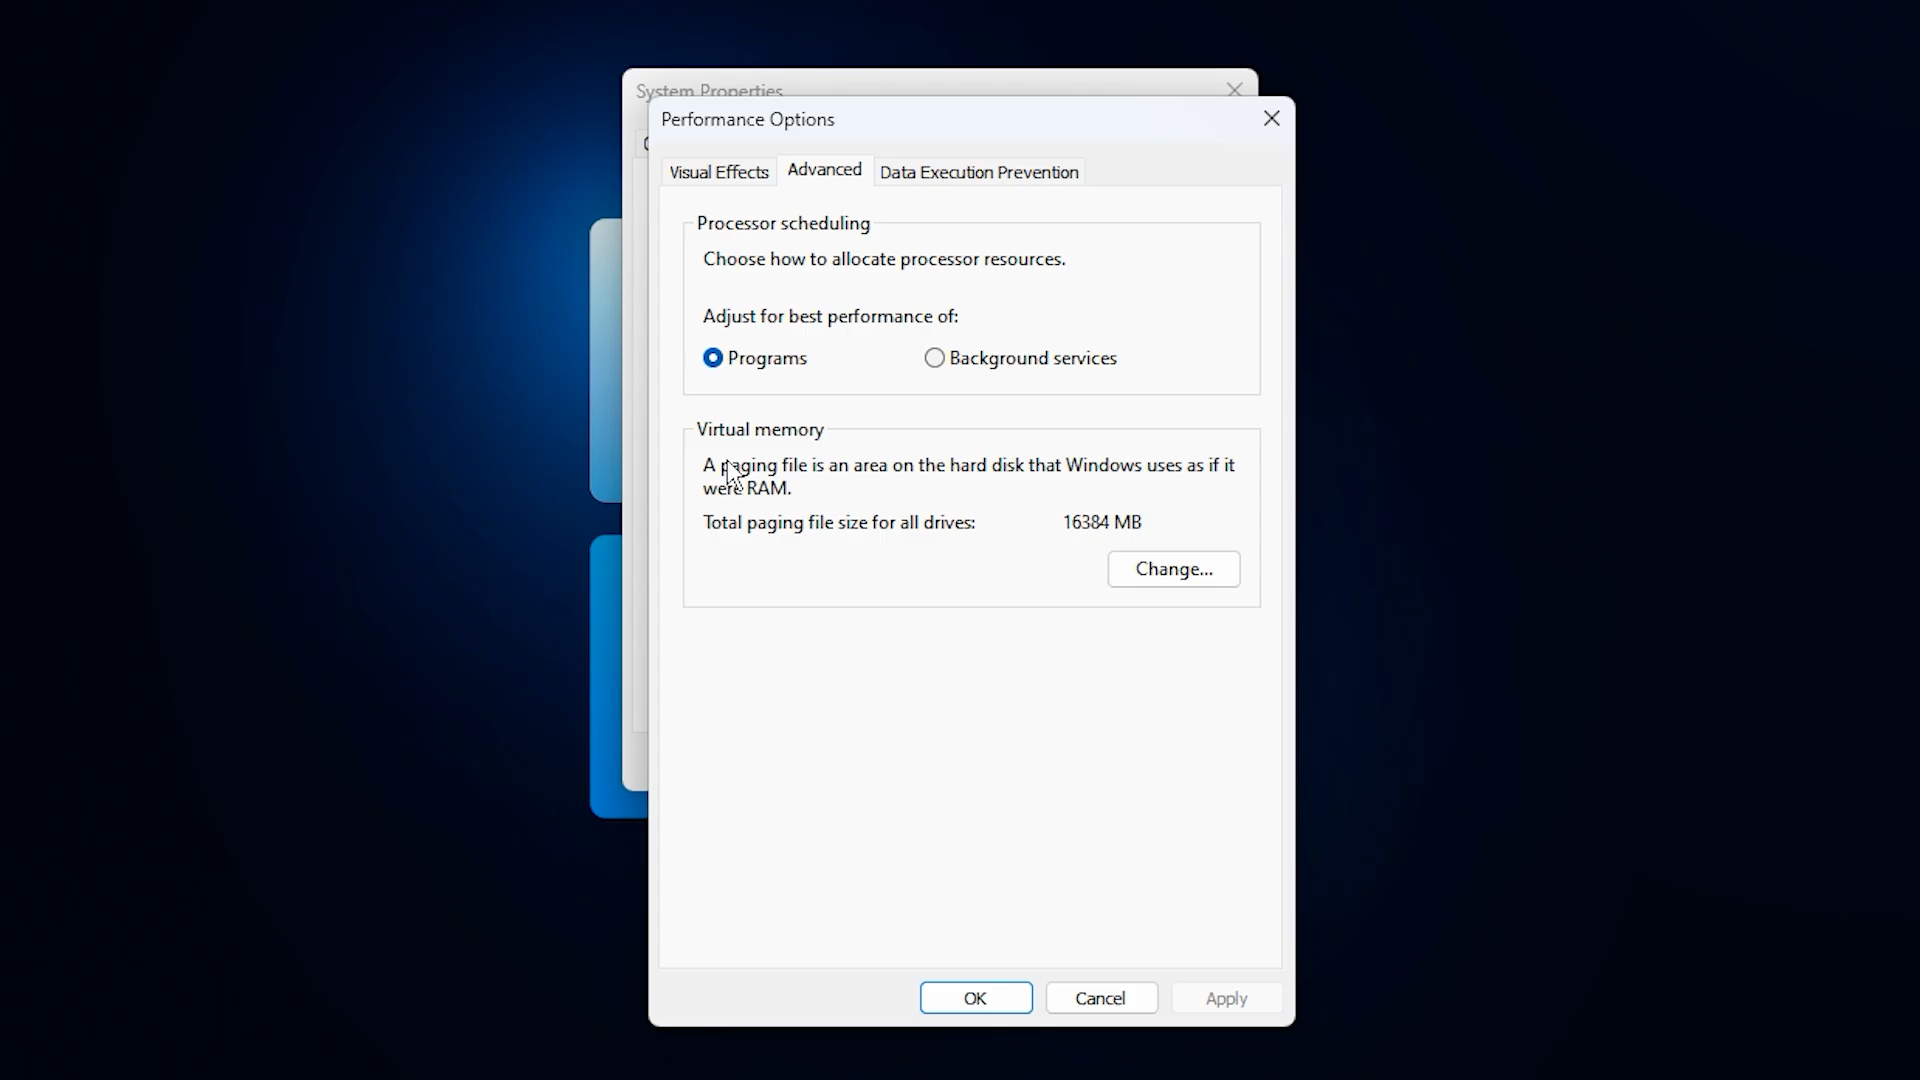 System Properties
Performance Options
Visual Effects
Advanced
Data Execution Prevention
Processor scheduling
Choose how to allocate processor resources.
Adjust for best performance of:
Programs
Background services
Virtual memory
A paging file is an area on the hard disk that Windows uses as if it
were RAM.
Total paging file size for all drives: 16384 MB
Change...
OK
Cancel
Apply